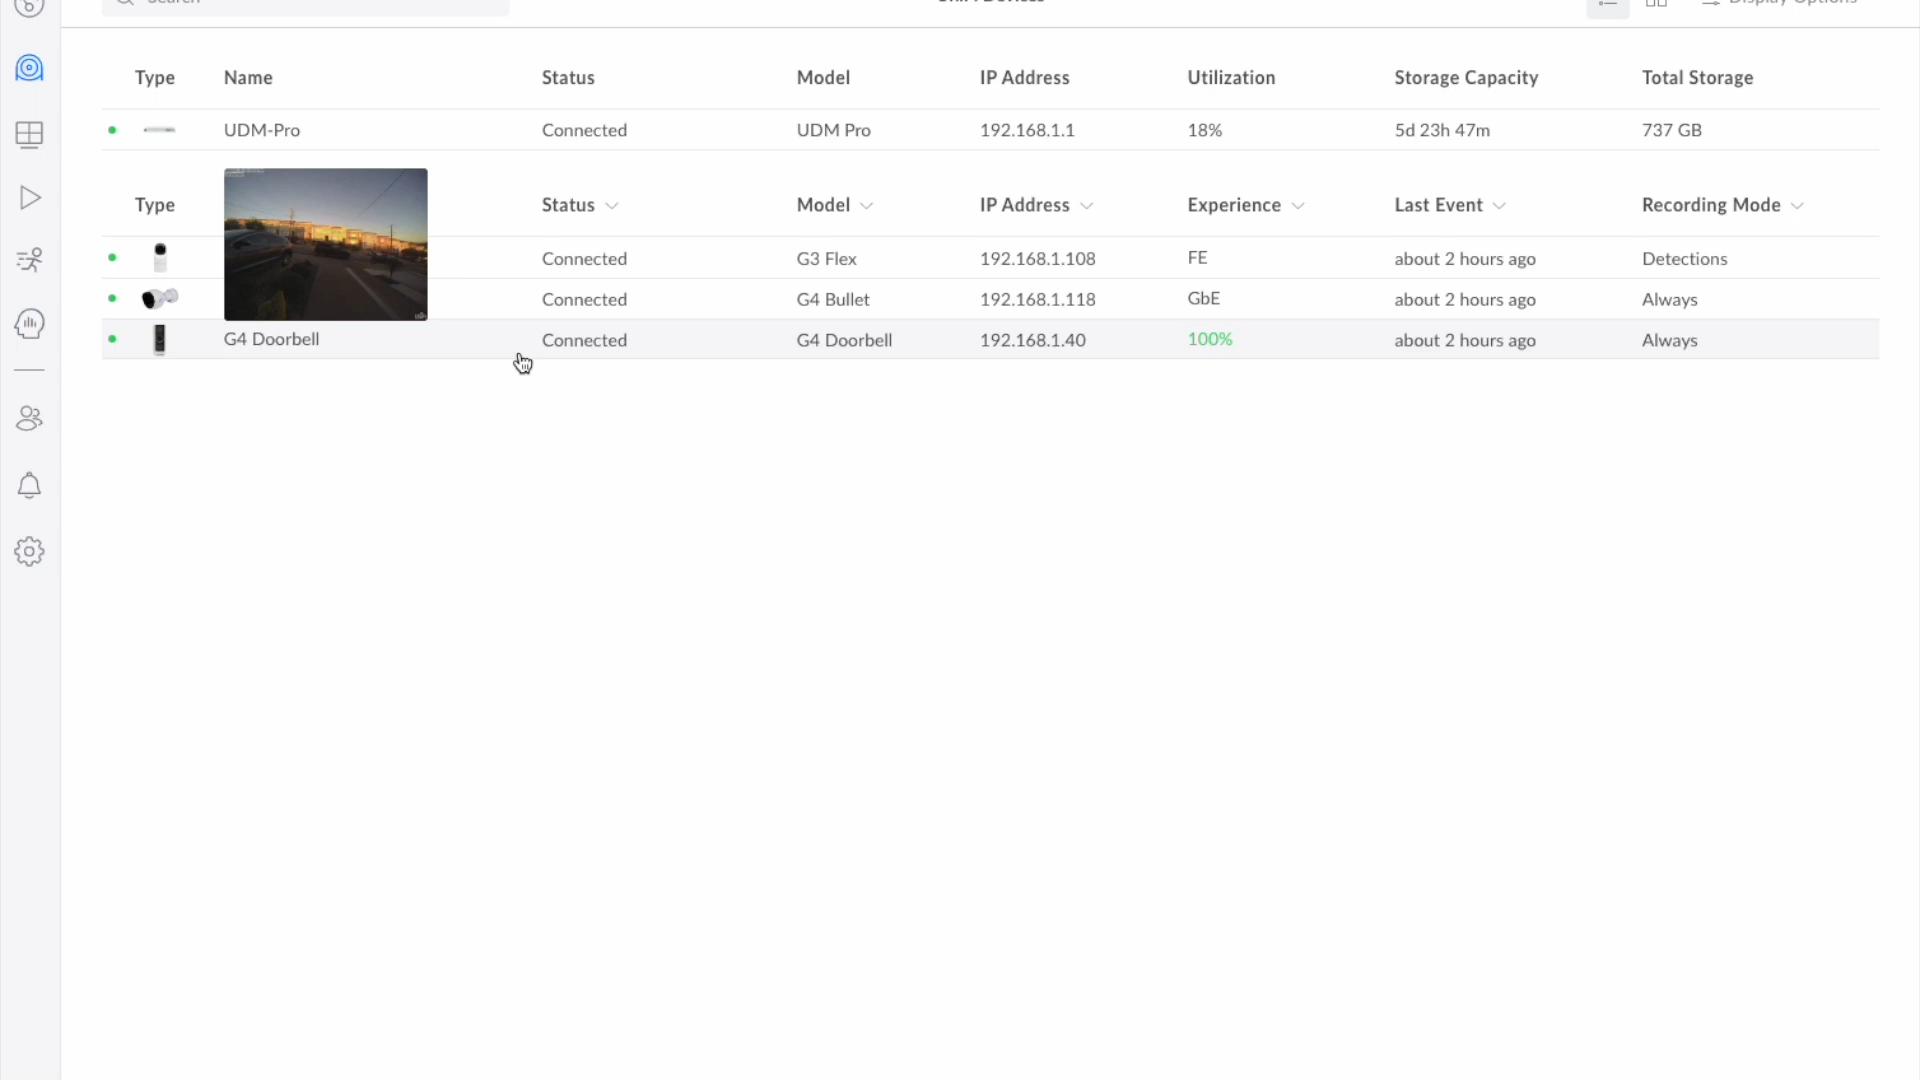 Type Name Status Model IP Address Utilization Storage Capacity Total Storage
UDM-Pro Connected UDM Pro 192.168.1.1 18% 5d 23h 47m 737 GB
Type Status Model IP Address Experience Last Event Recording Mode
Connected G3 Flex 192.168.1.108 FE about 2 hours ago Detections
Connected G4 Bullet 192.168.1.118 GbE about 2 hours ago Always
G4 Doorbell Connected G4 Doorbell 192.168.1.40 100% about 2 hours ago Always